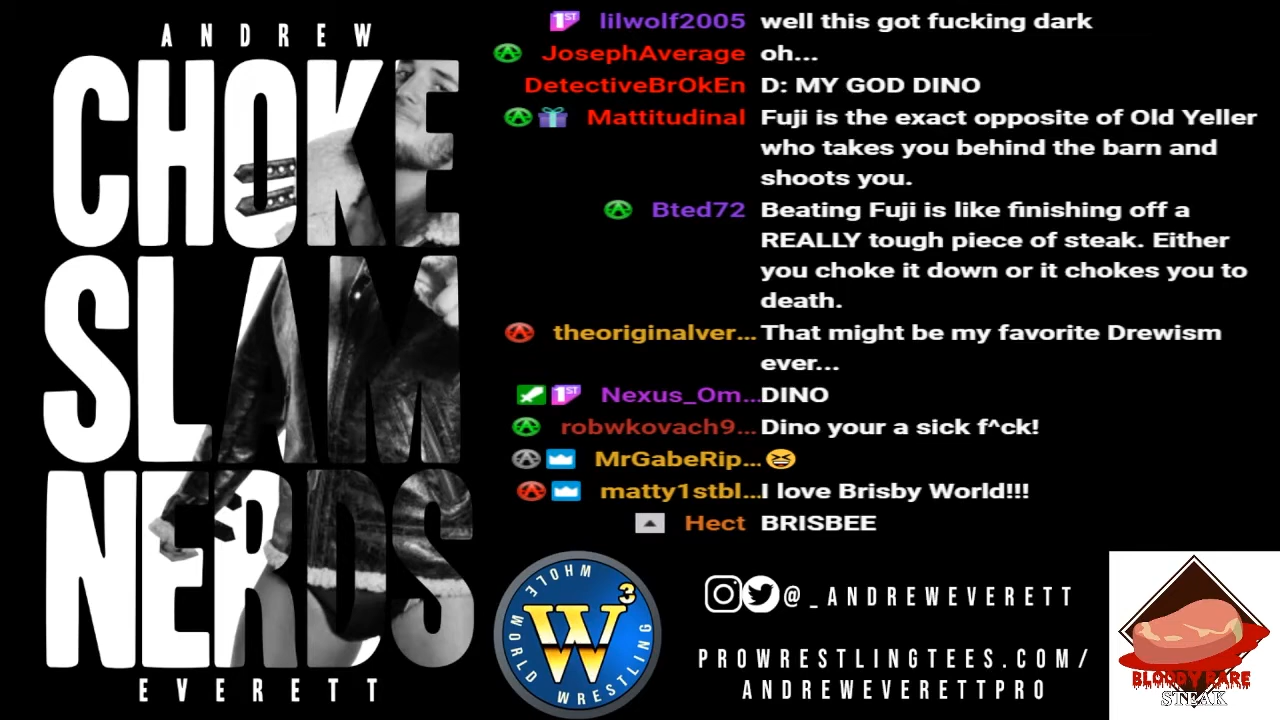 ANDREW
CHOKE
SLAM
NERDS
EVERETT
1ST lilwolf2005 well this got fucking dark
JosephAverage oh...
DetectiveBrOkEn D: MY GOD DINO
Mattitudinal Fuji is the exact opposite of Old Yeller
who takes you behind the barn and
shoots you.
Bted72 Beating Fuji is like finishing off a
REALLY tough piece of steak. Either
you choke it down or it chokes you to
death.
theoriginalver... That might be my favorite Drewism
ever...
1ST Nexus_Om... DINO
robwkovach9... Dino your a sick f^ck!
MrGabeRip... 😆
matty1stbl... I love Brisby World!!!
Hect BRISBEE
WHOLE WORLD WRESTLING
W3
@_ANDREWEVERETT
PROWRESTLINGTEES.COM/
ANDREWEVERETTPRO
BLOODY RARE
STEAK